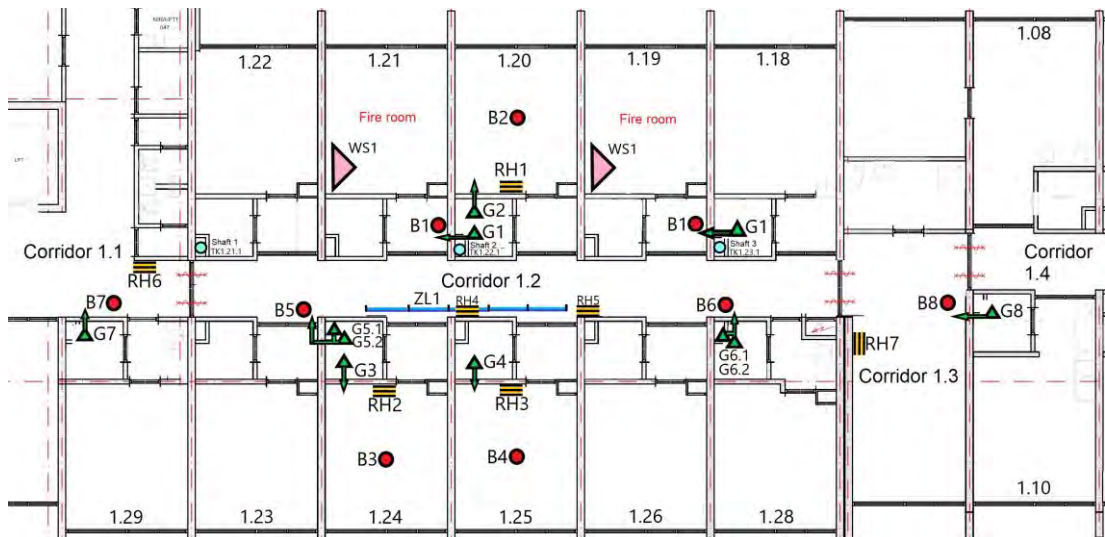 1.22
1.21
1.20
1.19
1.18
1.08
Fire room
B2
Fire room
WS1
WS1
RH1
G2
B1
G1
B1
G1
Shaft 1
TK1.21.1
Shaft 2
TK1.22.1
Shaft 3
TK1.23.1
Corridor 1.1
Corridor 1.2
Corridor
1.4
RH6
B7
B5
ZL1
RH4
RH5
B6
B8
G7
G5.1
G5.2
G3
G4
G6.1
G6.2
G8
RH7
Corridor 1.3
RH2
RH3
B3
B4
1.29
1.23
1.24
1.25
1.26
1.28
1.10